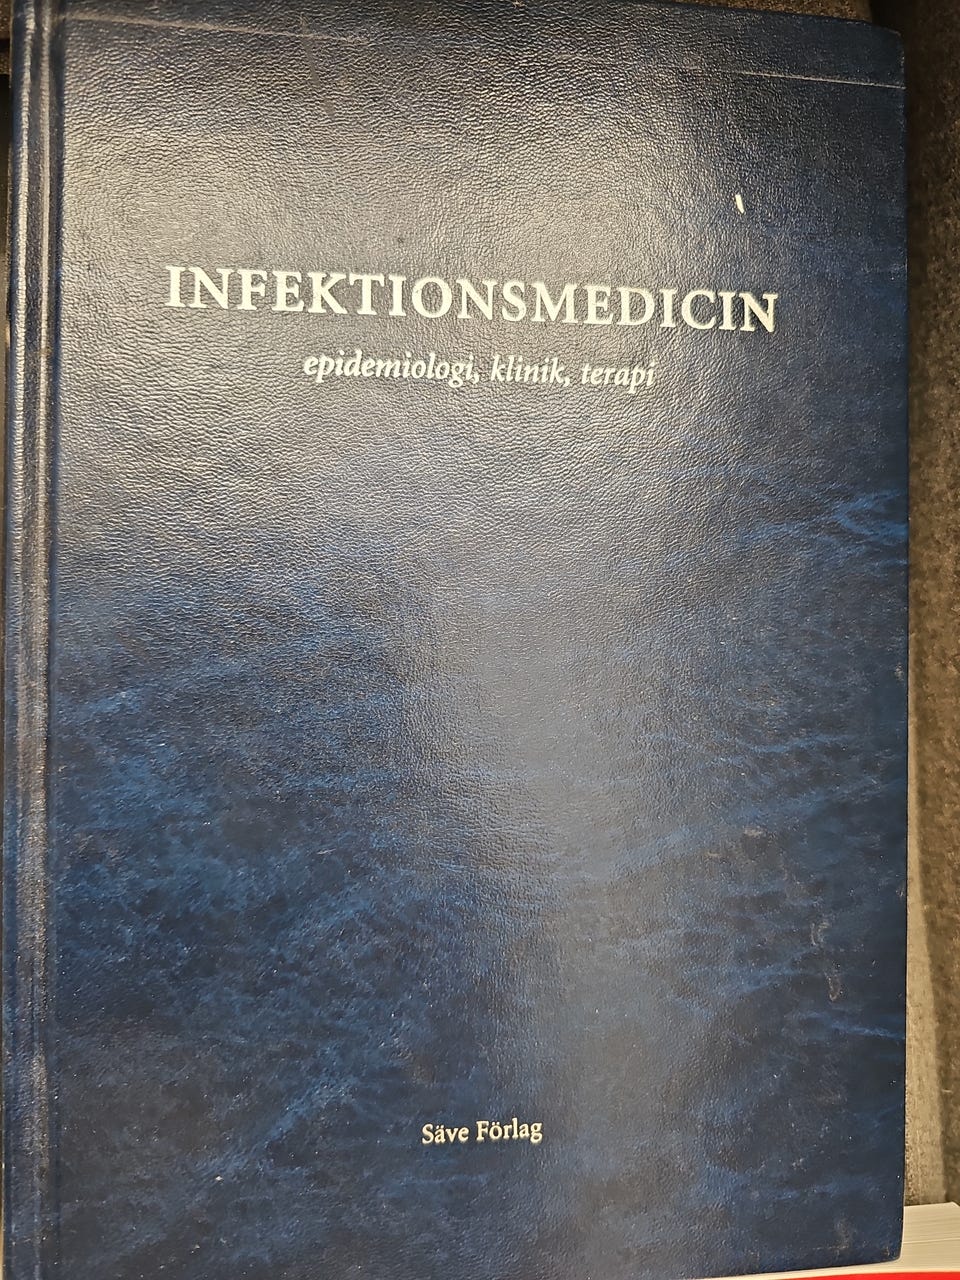 INFEKTIONSMEDICIN
epidemiologi, klinik, terapi
Säve Förlag